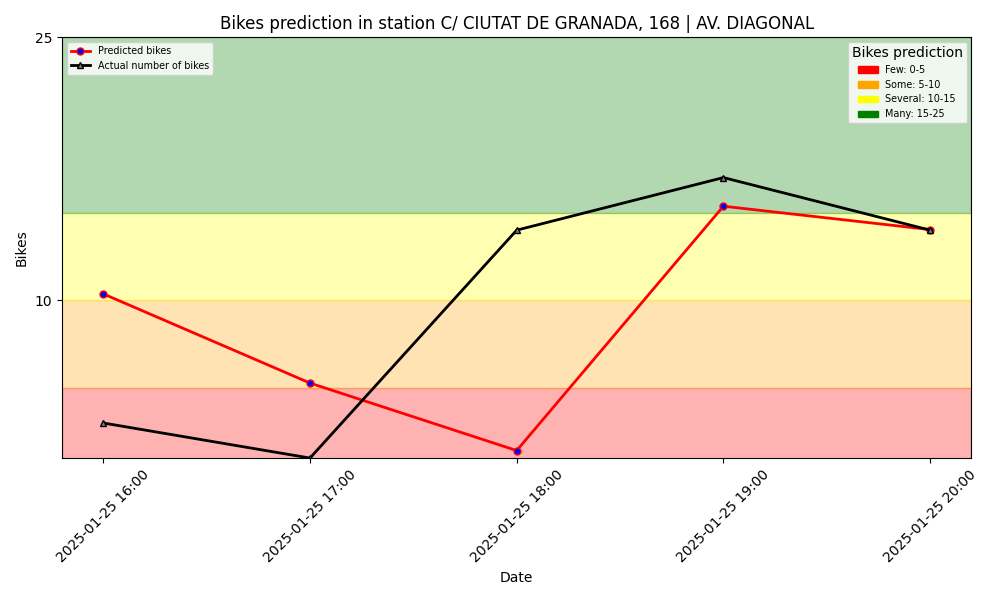 Bikes prediction in station C/ CIUTAT DE GRANADA, 168 | AV. DIAGONAL
Predicted bikes
Actual number of bikes
Bikes prediction
Few: 0-5
Some: 5-10
Several: 10-15
Many: 15-25
25
10
Bikes
2025-01-25 16:00
2025-01-25 17:00
2025-01-25 18:00
2025-01-25 19:00
2025-01-25 20:00
Date